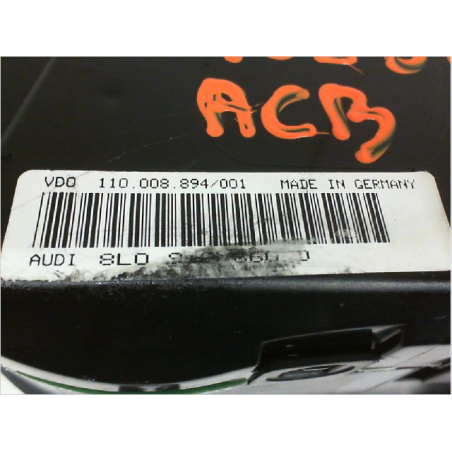 ACB
VDO 110.008.894/001 MADE IN GERMANY
AUDI 8L0